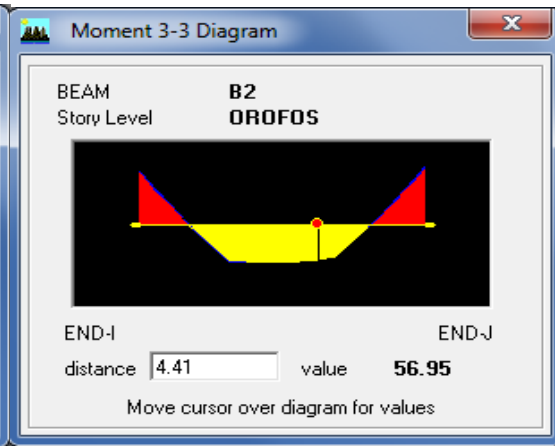 Moment 3-3 Diagram
BEAM B2
Story Level OROFOS
END-I END-J
distance 4.41 value 56.95
Move cursor over diagram for values